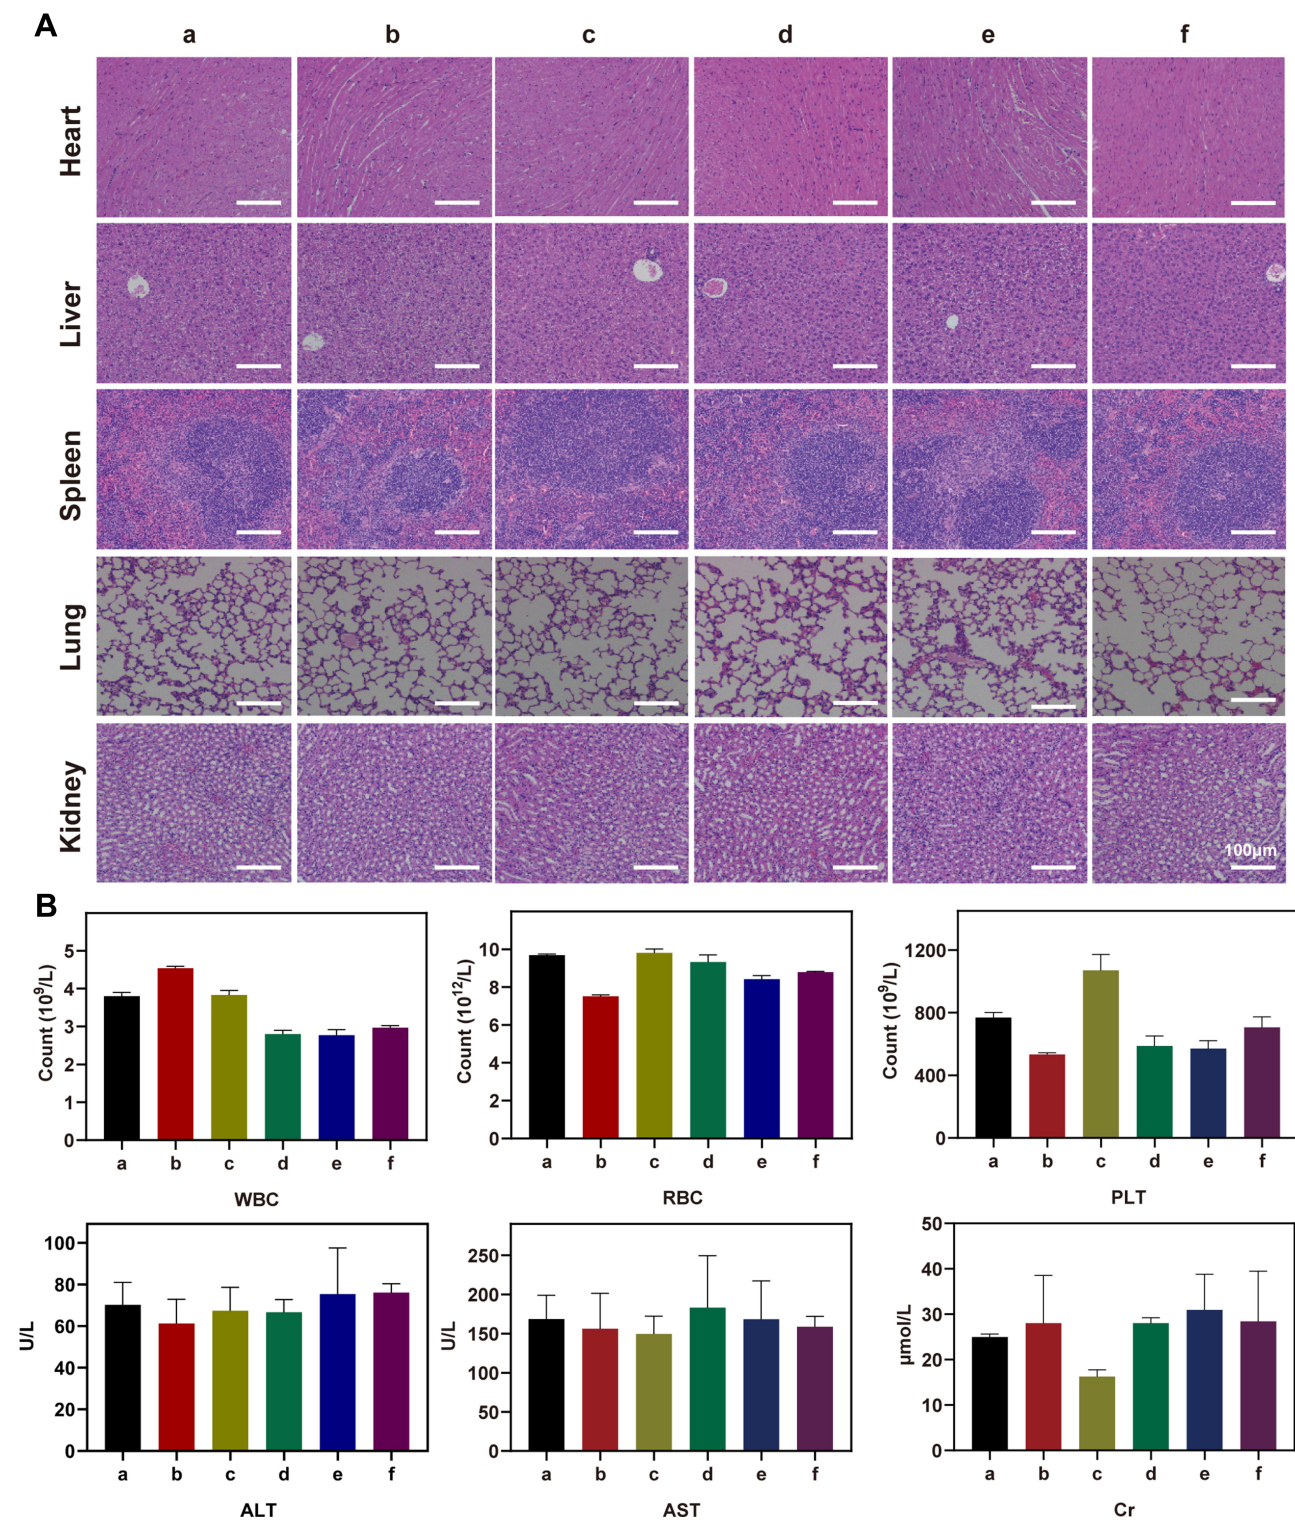 A
a b c d e f
Heart
Liver
Spleen
Lung
Kidney
100μm
B
Count (10⁹/L)
5
4
3
2
1
0
a b c d e f
WBC
Count (10¹²/L)
10
8
6
4
2
0
a b c d e f
RBC
Count (10⁹/L)
1200
800
400
0
a b c d e f
PLT
U/L
100
80
60
40
20
0
a b c d e f
ALT
U/L
250
200
150
100
50
0
a b c d e f
AST
μmol/L
50
40
30
20
10
0
a b c d e f
Cr